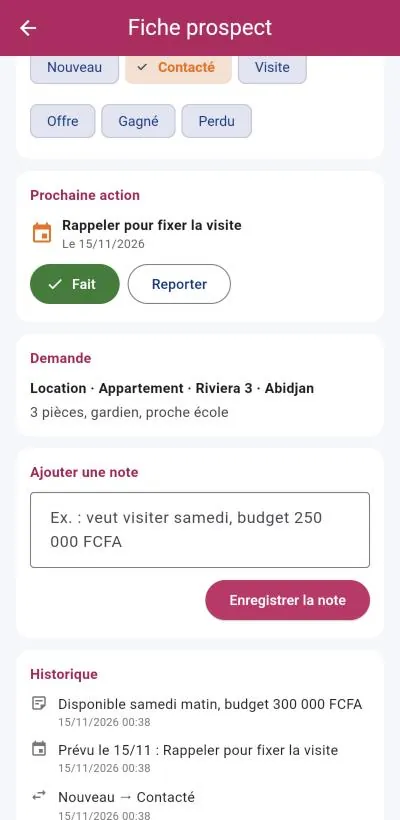 Fiche prospect
Nouveau
Contacté
Visite
Offre
Gagné
Perdu
Prochaine action
Rappeler pour fixer la visite
Le 15/11/2026
Fait
Reporter
Demande
Location · Appartement · Riviera 3 · Abidjan
3 pièces, gardien, proche école
Ajouter une note
Ex. : veut visiter samedi, budget 250
000 FCFA
Enregistrer la note
Historique
Disponible samedi matin, budget 300 000 FCFA
15/11/2026 00:38
Prévu le 15/11 : Rappeler pour fixer la visite
15/11/2026 00:38
Nouveau → Contacté
15/11/2026 00:38